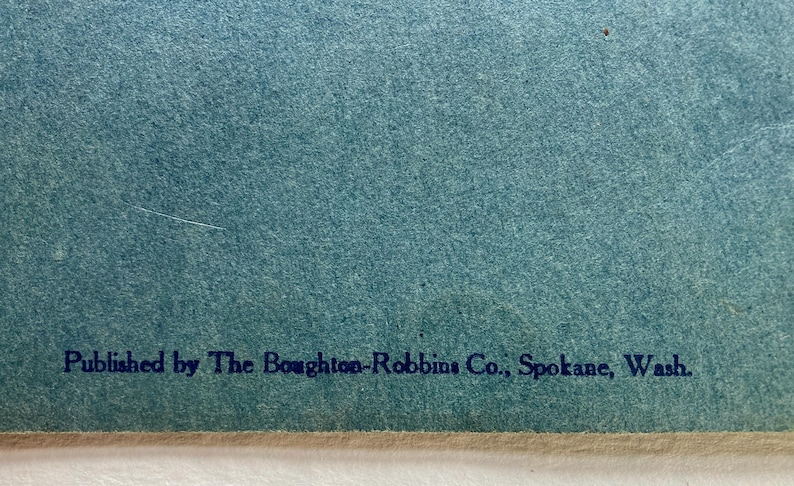 Published by The Boughton-Robbins Co., Spokane, Wash.